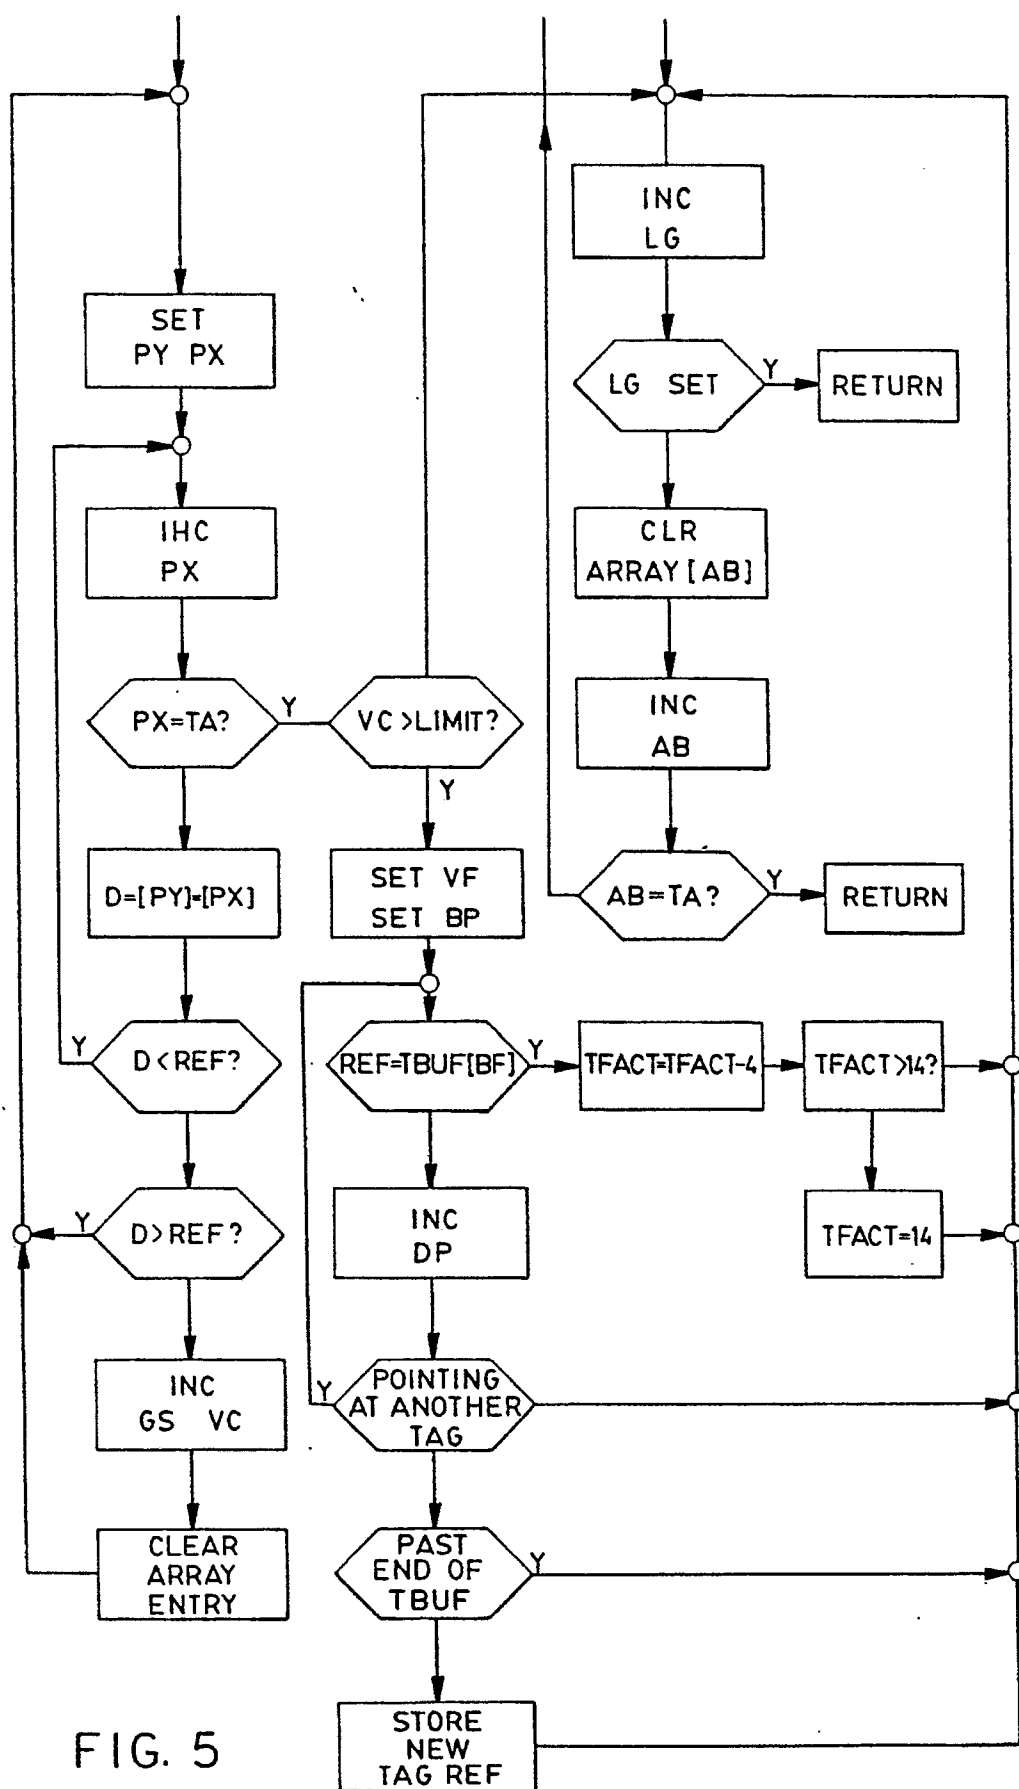 SET
PY PX
IHC
PX
PX=TA?
Y
D=[PY]-[PX]
D<REF?
Y
D>REF?
Y
INC
GS VC
CLEAR
ARRAY
ENTRY
VC>LIMIT?
Y
SET VF
SET BP
REF=TBUF[BF]
Y
INC
DP
POINTING
AT ANOTHER
TAG
Y
PAST
END OF
TBUF
Y
STORE
NEW
TAG REF
INC
LG
LG SET
Y
RETURN
CLR
ARRAY[AB]
INC
AB
AB=TA?
Y
RETURN
TFACT=TFACT-4
TFACT>14?
TFACT=14
FIG. 5